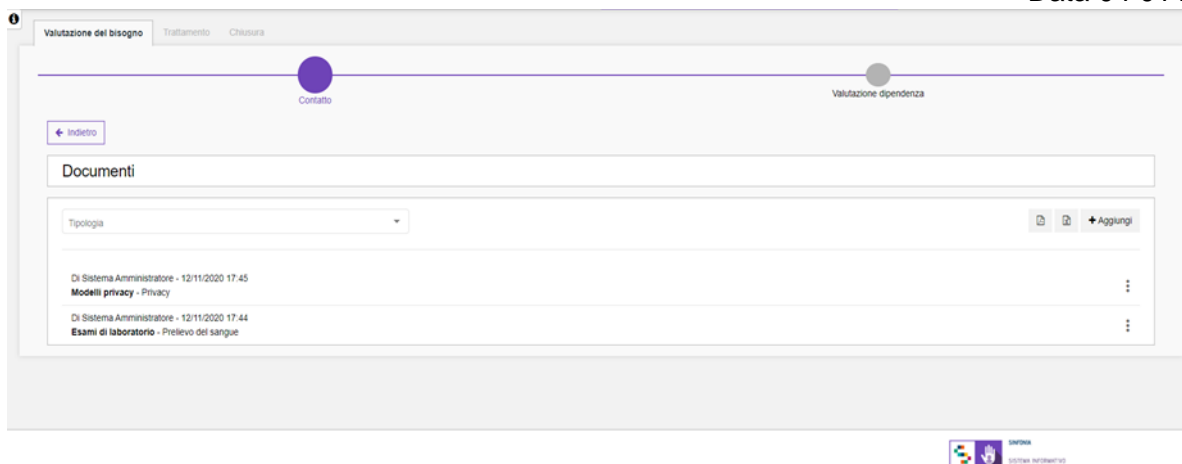 Valutazione del bisogno Trattamento Chiusura
Contatto
Valutazione dipendenza
Indietro
Documenti
Tipologia
Aggiungi
Di Sistema Amministratore - 12/11/2020 17:45
Modelli privacy - Privacy
Di Sistema Amministratore - 12/11/2020 17:44
Esami di laboratorio - Prelievo del sangue
SINFONIA
SISTEMA INFORMATIVO